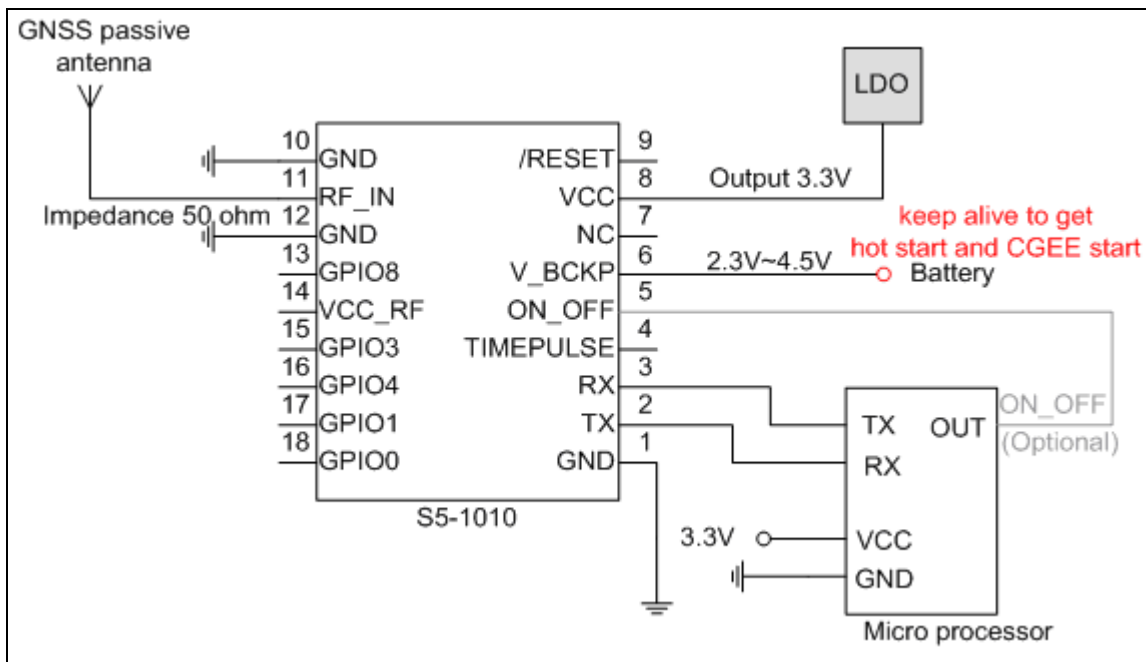 GNSS passive
antenna
LDO
10
GND
11
RF_IN
Impedance 50 ohm
12
GND
13
GPIO8
14
VCC_RF
15
GPIO3
16
GPIO4
17
GPIO1
18
GPIO0
/RESET
9
VCC
8
Output 3.3V
NC
7
keep alive to get
hot start and CGEE start
V_BCKP
6
2.3V~4.5V
Battery
ON_OFF
5
TIMEPULSE
4
RX
3
TX
2
GND
1
S5-1010
TX
OUT
ON_OFF
(Optional)
RX
3.3V
VCC
GND
Micro processor